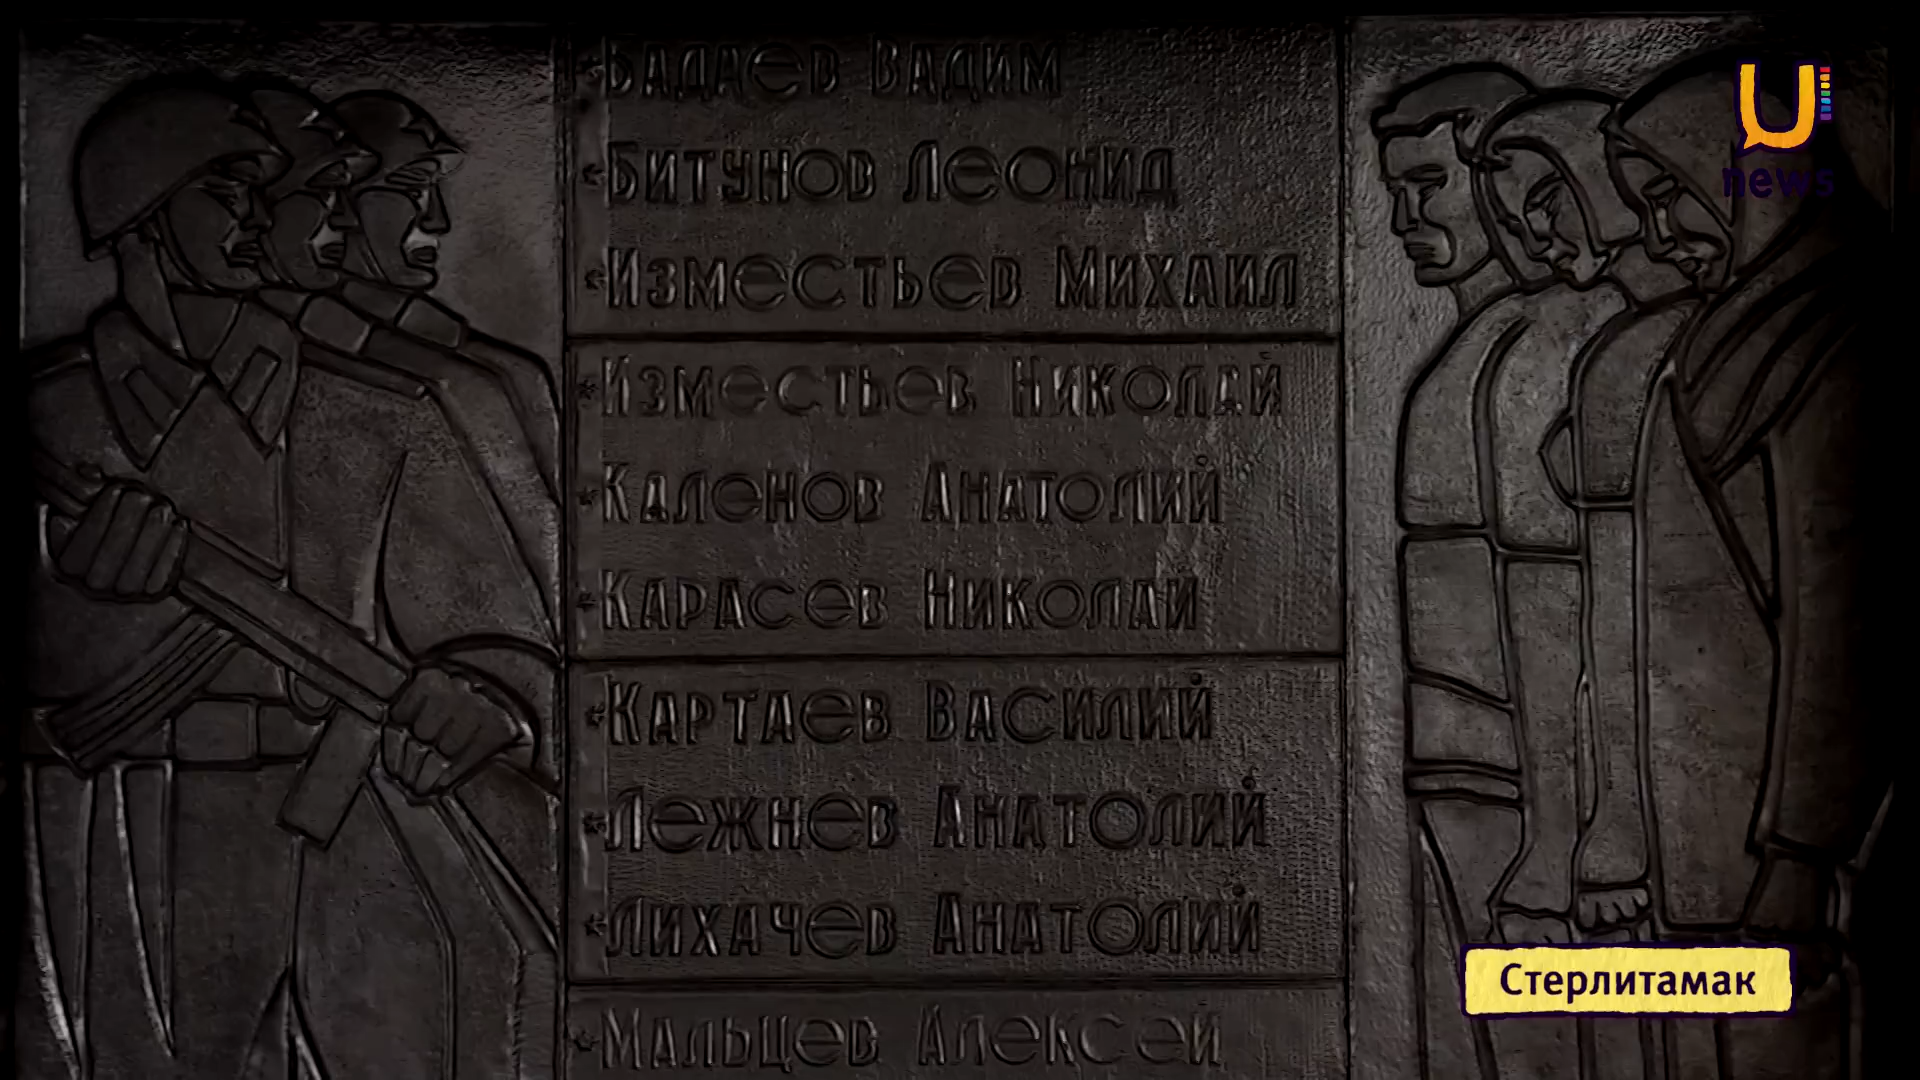 Бадаев Вадим
news
Битунов Леонид
Изместьев Михаил
Изместьев Николай
Каленов Анатолий
Карасев Николай
Картаев Василий
Лежнев Анатолий
Лихачев Анатолий
Стерлитамак
Мальцев Алексей